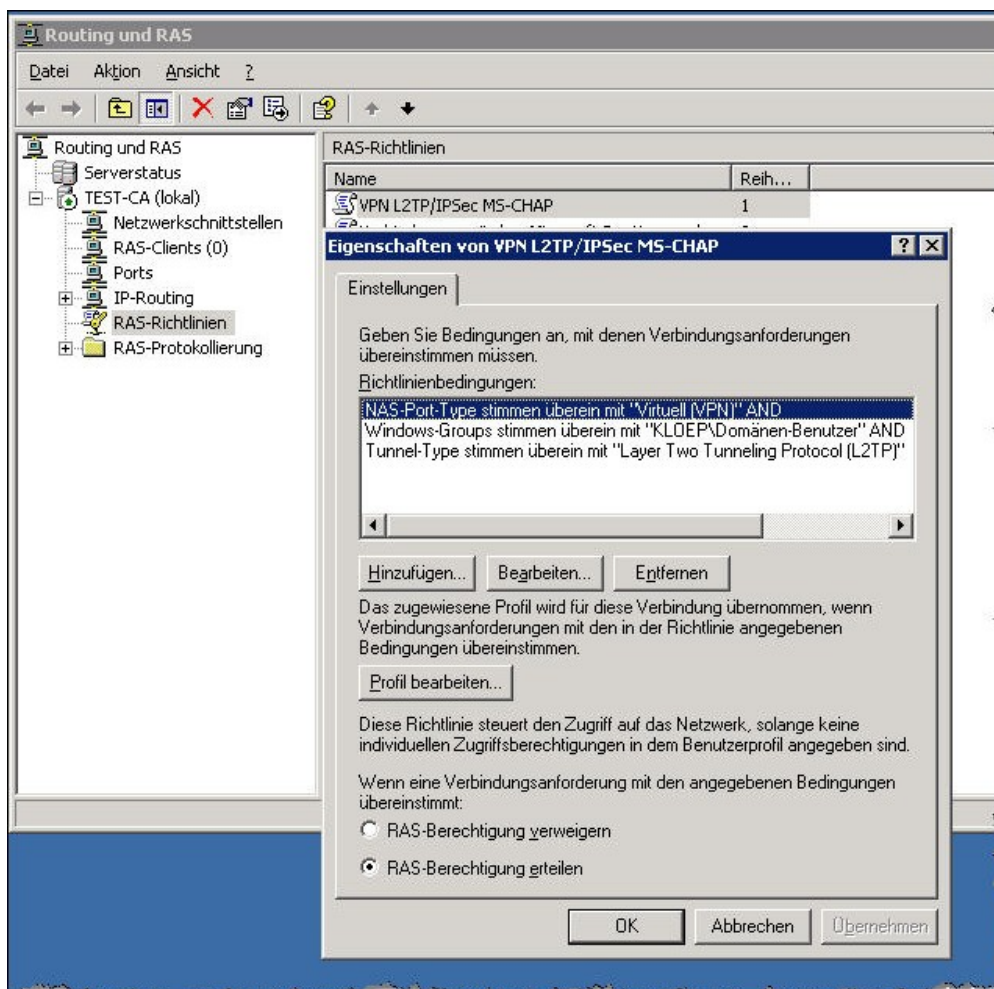 Routing und RAS
Datei Aktion Ansicht ?
Routing und RAS
Serverstatus
TEST-CA (lokal)
Netzwerkschnittstellen
RAS-Clients (0)
Ports
IP-Routing
RAS-Richtlinien
RAS-Protokollierung
RAS-Richtlinien
Name Reih...
VPN L2TP/IPSec MS-CHAP 1
Eigenschaften von VPN L2TP/IPSec MS-CHAP
Einstellungen
Geben Sie Bedingungen an, mit denen Verbindungsanforderungen
übereinstimmen müssen.
Richtlinienbedingungen:
NAS-Port-Type stimmen überein mit "Virtuell (VPN)" AND
Windows-Groups stimmen überein mit "KLOEP\Domänen-Benutzer" AND
Tunnel-Type stimmen überein mit "Layer Two Tunneling Protocol (L2TP)"
Hinzufügen... Bearbeiten... Entfernen
Das zugewiesene Profil wird für diese Verbindung übernommen, wenn
Verbindungsanforderungen mit den in der Richtlinie angegebenen
Bedingungen übereinstimmen.
Profil bearbeiten...
Diese Richtlinie steuert den Zugriff auf das Netzwerk, solange keine
individuellen Zugriffsberechtigungen in dem Benutzerprofil angegeben sind.
Wenn eine Verbindungsanforderung mit den angegebenen Bedingungen
übereinstimmt:
RAS-Berechtigung verweigern
RAS-Berechtigung erteilen
OK Abbrechen Übernehmen